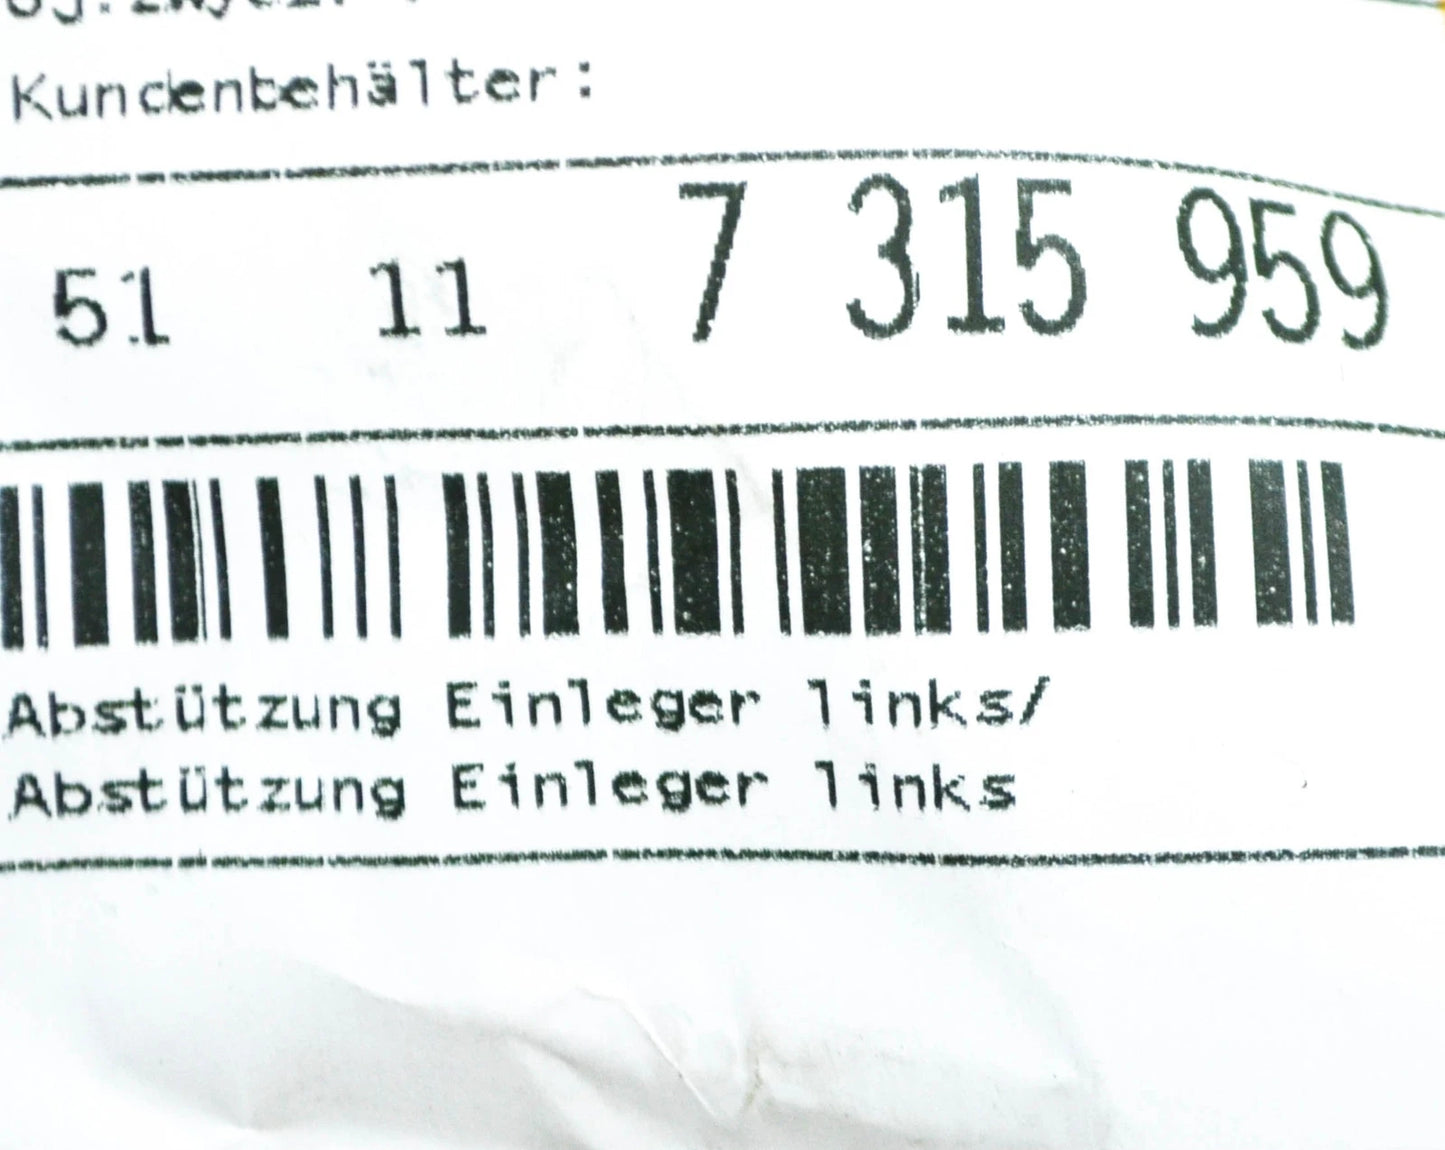 Kundenbehälter:
51 11 7 315 959
Abstützung Einleger links/
Abstützung Einleger links